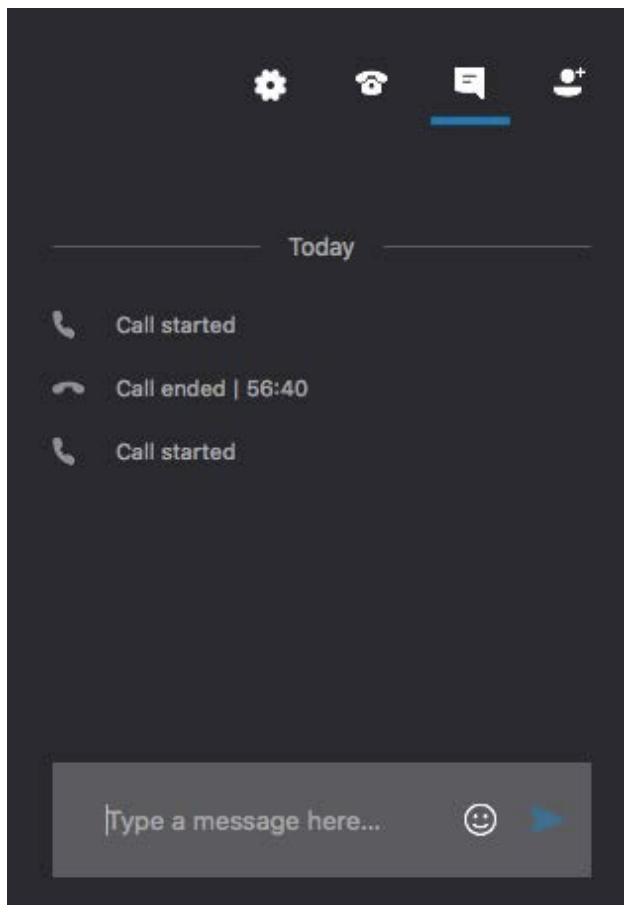 Today
Call started
Call ended | 56:40
Call started
Type a message here...